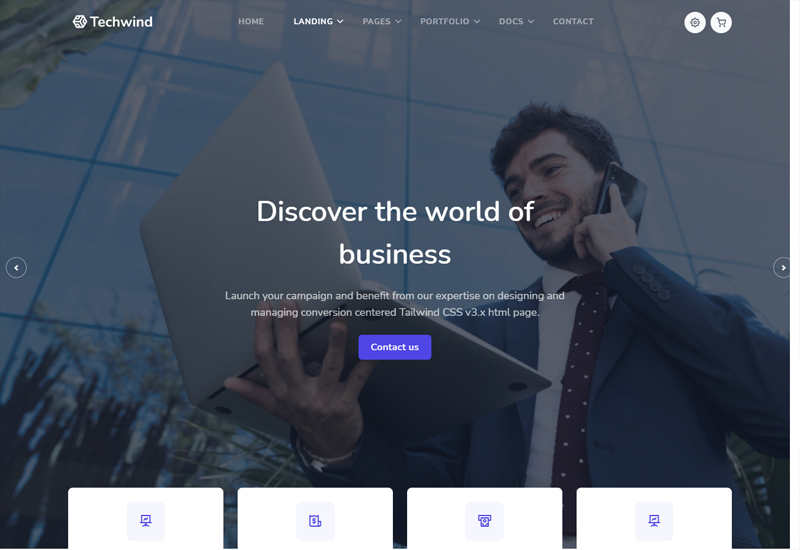 Techwind
HOME LANDING PAGES PORTFOLIO DOCS CONTACT
Discover the world of
business
Launch your campaign and benefit from our expertise on designing and
managing conversion centered Tailwind CSS v3.x html page.
Contact us